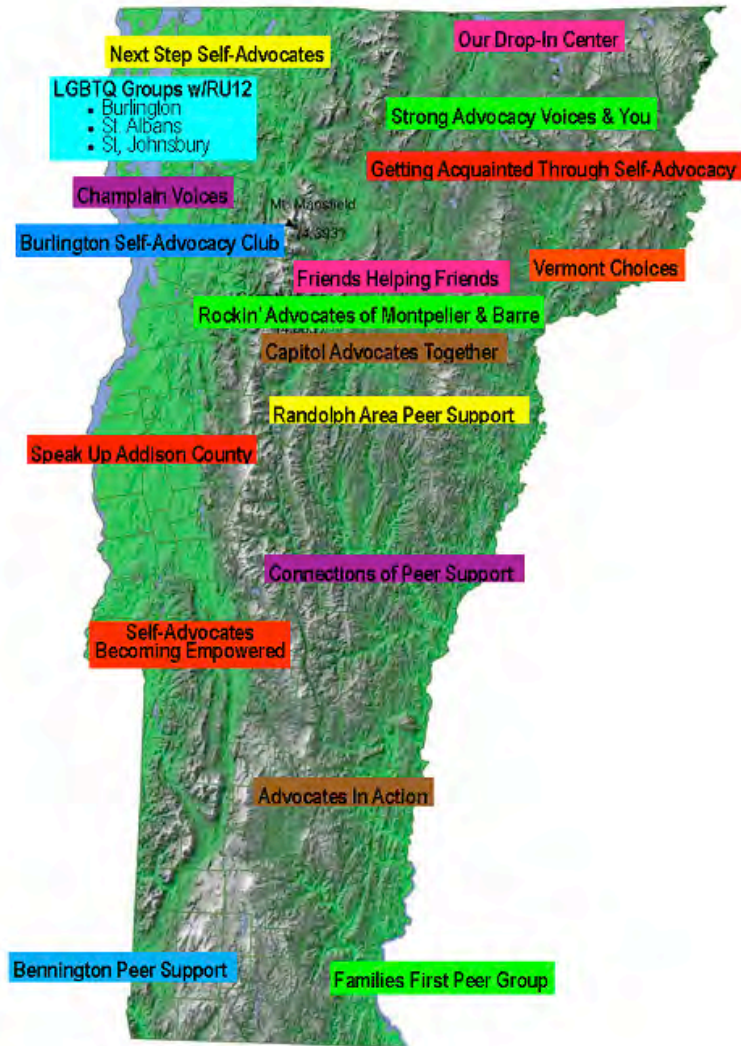 Our Drop-In Center
Next Step Self-Advocates
LGBTQ Groups w/RU12
• Burlington
• St. Albans
• St, Johnsbury
Strong Advocacy Voices & You
Getting Acquainted Through Self-Advocacy
Champlain Voices
Mt. Mansfield
Burlington Self-Advocacy Club
Vermont Choices
Friends Helping Friends
Rockin' Advocates of Montpelier & Barre
Capitol Advocates Together
Randolph Area Peer Support
Speak Up Addison County
Connections of Peer Support
Self-Advocates
Becoming Empowered
Advocates In Action
Bennington Peer Support
Families First Peer Group